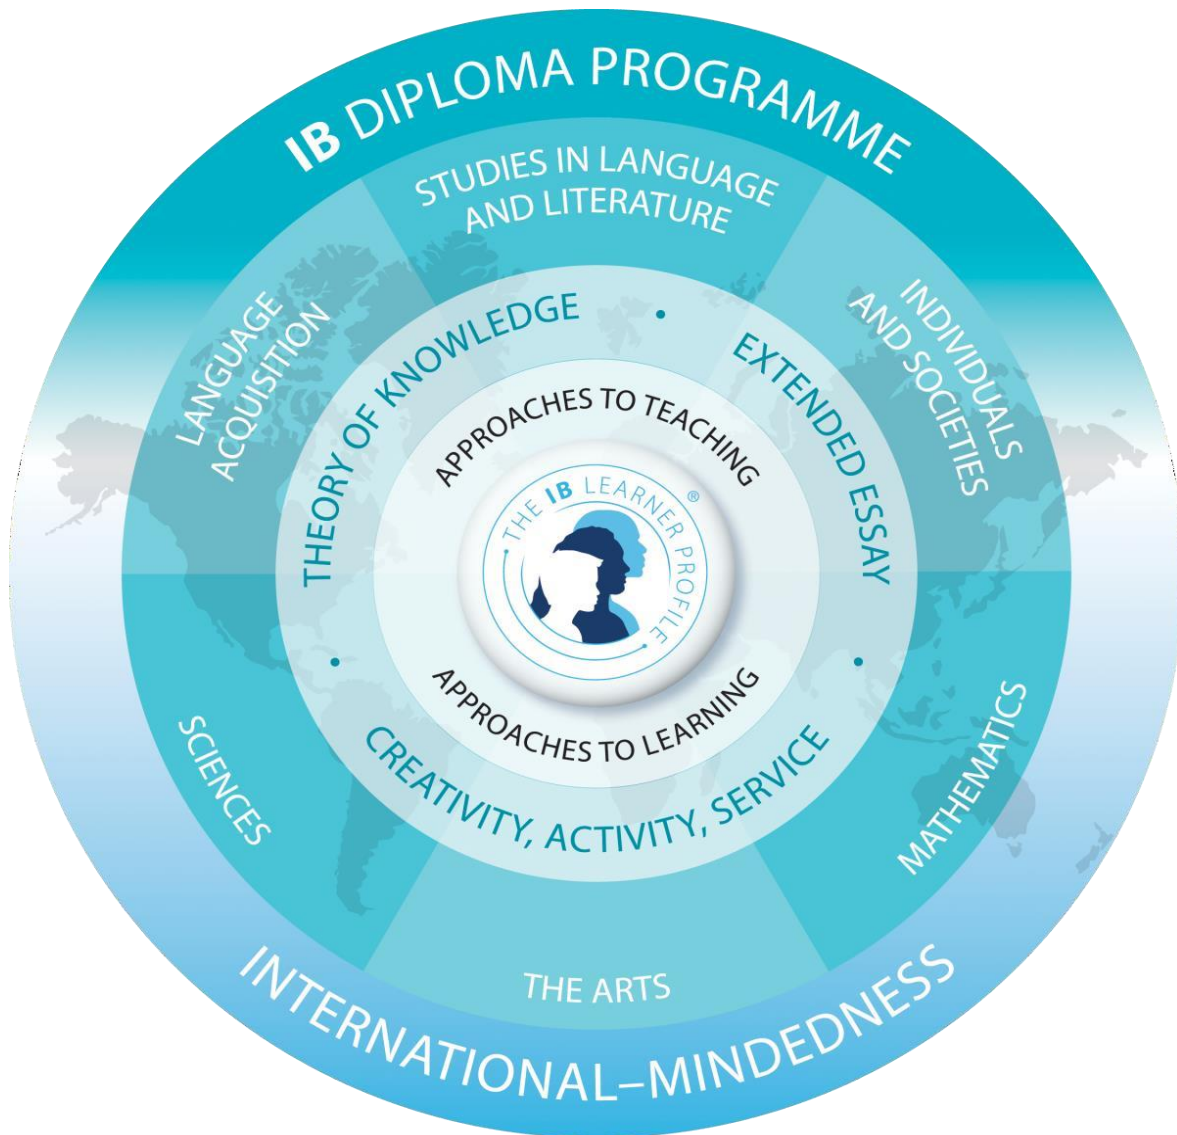 IB DIPLOMA PROGRAMME
STUDIES IN LANGUAGE
AND LITERATURE
LANGUAGE
ACQUISITION
INDIVIDUALS
AND SOCIETIES
THEORY OF KNOWLEDGE
•
EXTENDED ESSAY
APPROACHES TO TEACHING
THE IB LEARNER PROFILE
®
APPROACHES TO LEARNING
•
•
CREATIVITY, ACTIVITY, SERVICE
SCIENCES
MATHEMATICS
THE ARTS
INTERNATIONAL–MINDEDNESS